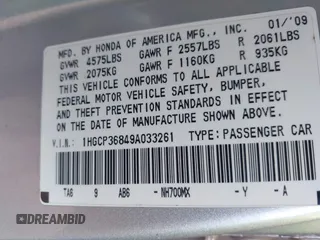 MFD. BY HONDA OF AMERICA MFG., INC. 01/'09
GVWR 4575LBS GAWR F 2557LBS R 2061LBS
GVWR 2075KG GAWR F 1160KG R 935KG
THIS VEHICLE CONFORMS TO ALL APPLICABLE
FEDERAL MOTOR VEHICLE SAFETY, BUMPER,
AND THEFT PREVENTION STANDARDS IN EFFECT
ON THE DATE OF MANUFACTURE SHOWN ABOVE.
V.I.N.: 1HGCP36849A033261 TYPE: PASSENGER CAR
TA6 9 AB6 - NH700MX - Y - A
DREAMBID
DREAMBID.com